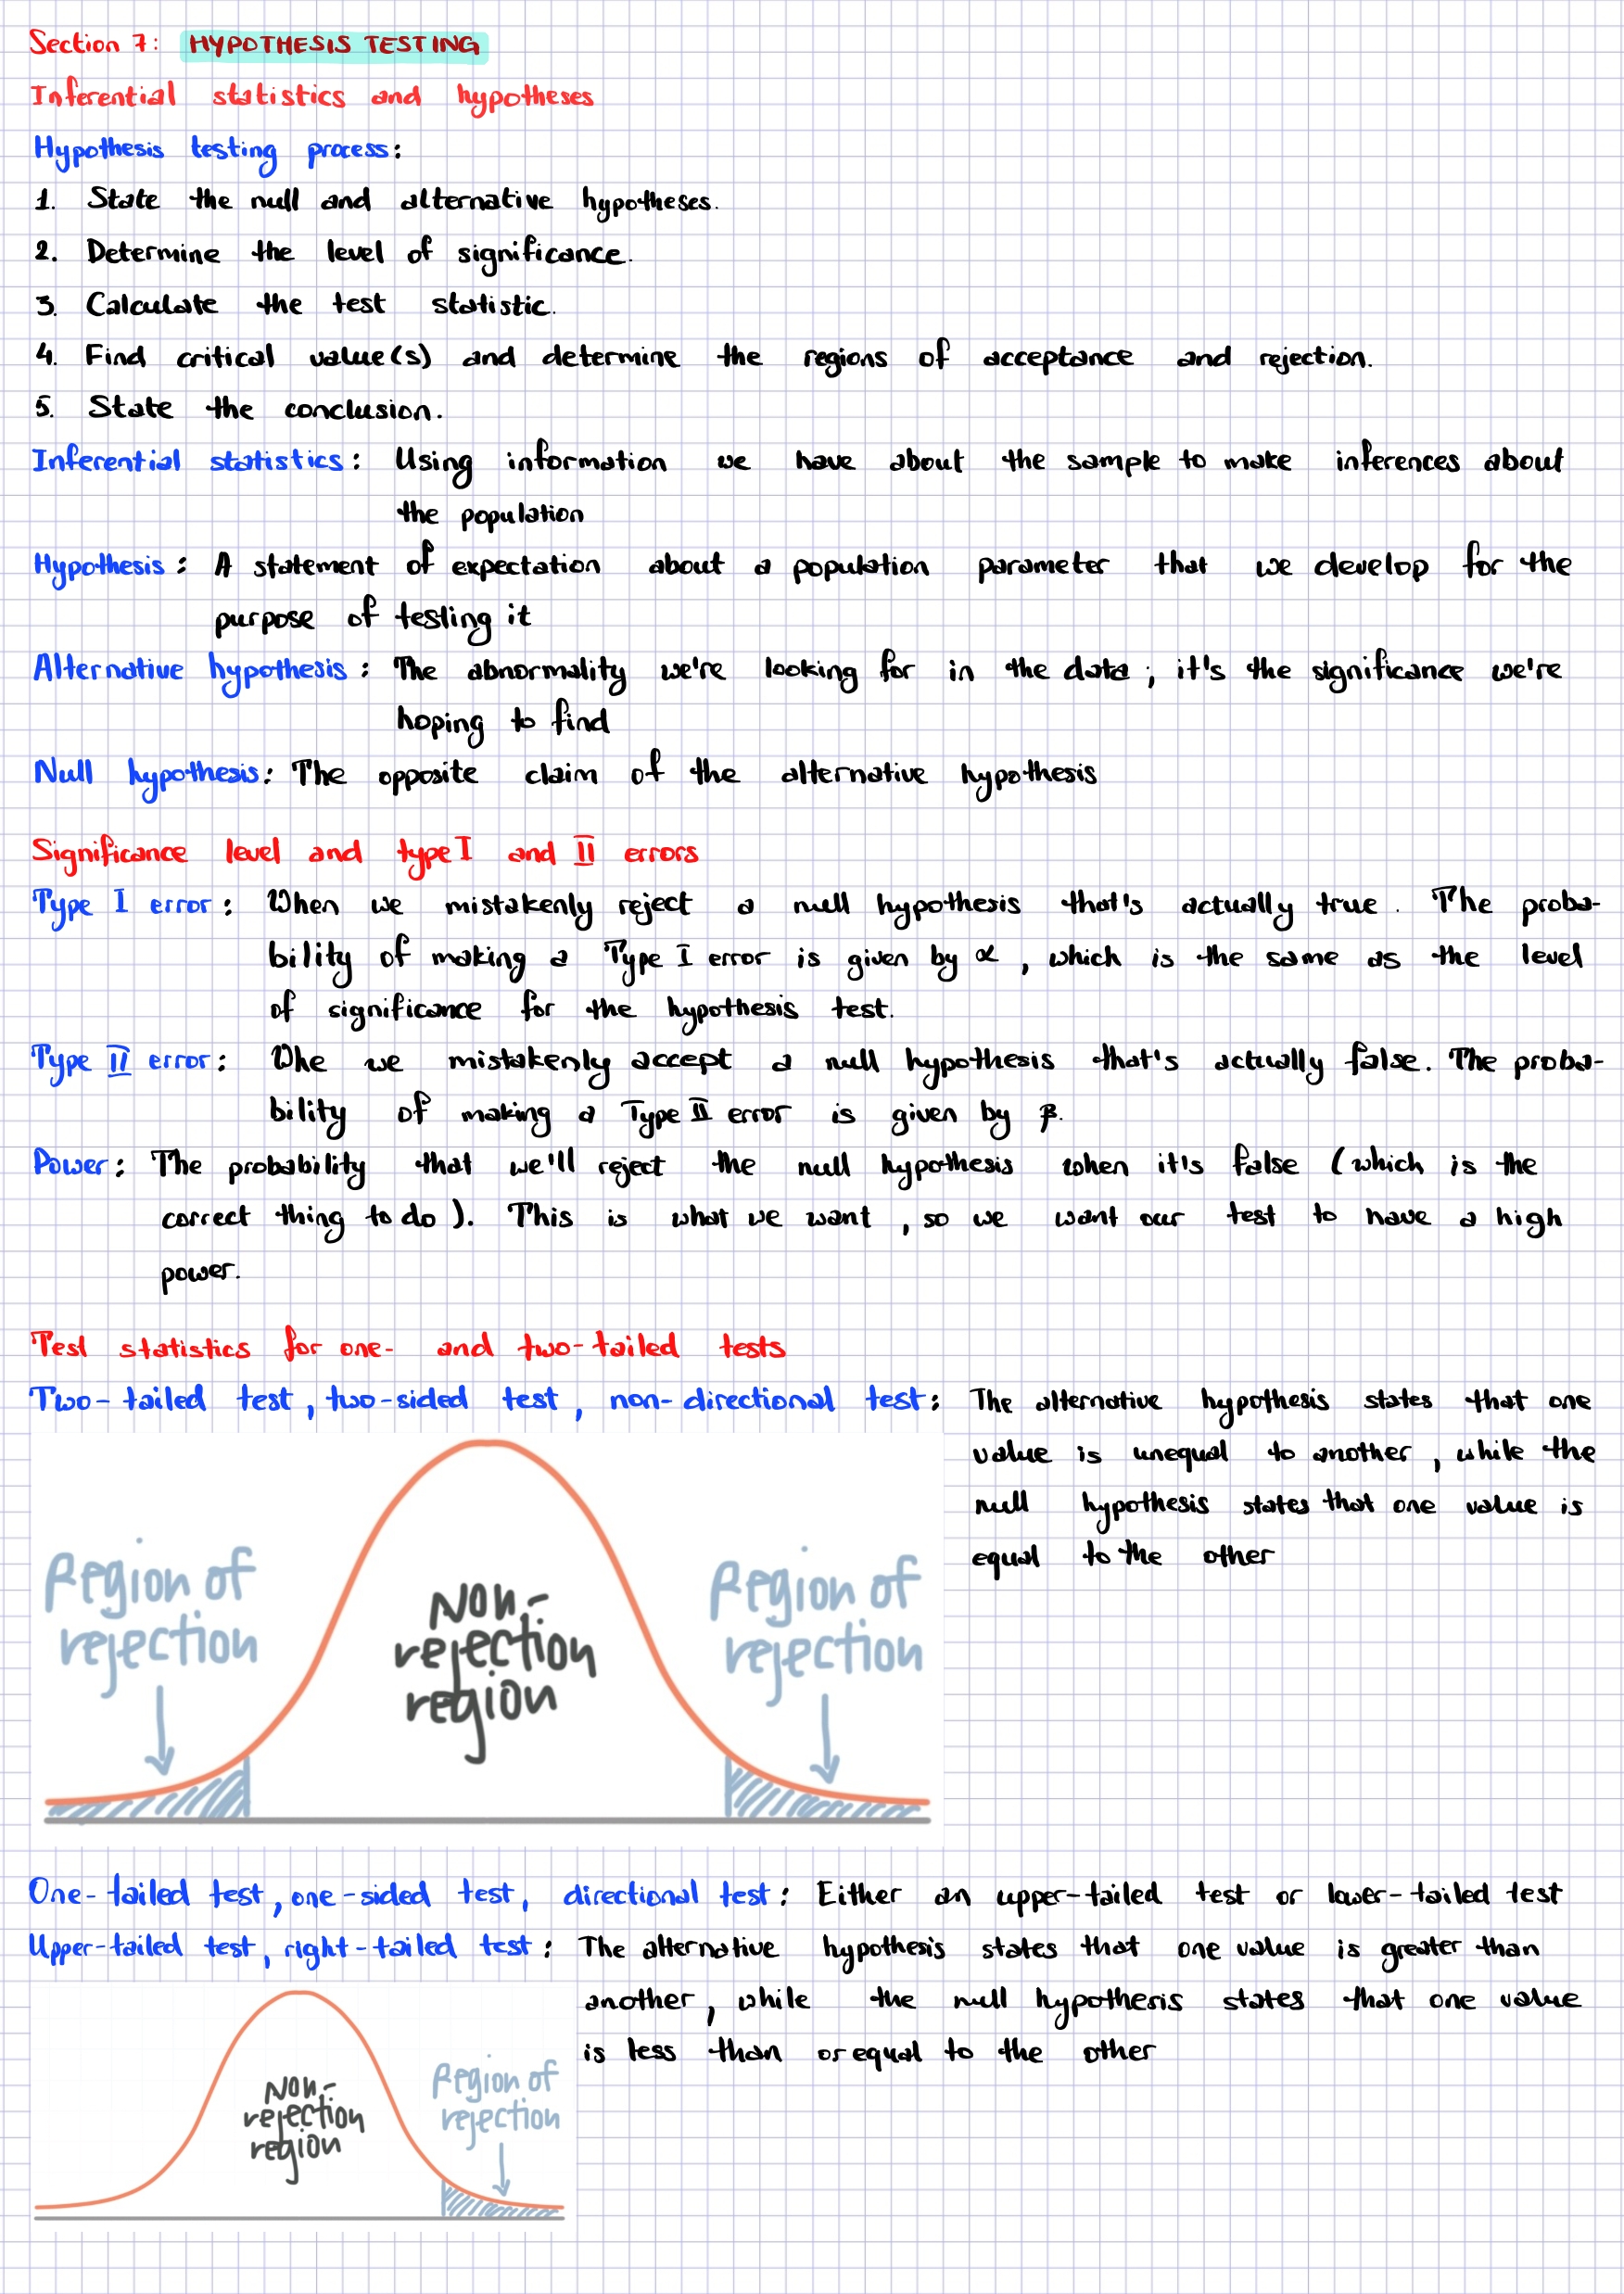 Section 7: HYPOTHESIS TESTING
Inferential statistics and hypotheses
Hypothesis testing process:
1. State the null and alternative hypotheses.
2. Determine the level of significance.
3. Calculate the test statistic.
4. Find critical value(s) and determine the regions of acceptance and rejection.
5. State the conclusion.
Inferential statistics: Using information we have about the sample to make inferences about
the population
Hypothesis: A statement of expectation about a population parameter that we develop for the
purpose of testing it
Alternative hypothesis: The abnormality we're looking for in the data; it's the significance we're
hoping to find
Null hypothesis: The opposite claim of the alternative hypothesis
Significance level and type I and II errors
Type I error: When we mistakenly reject a null hypothesis that's actually true. The proba-
bility of making a Type I error is given by α, which is the same as the level
of significance for the hypothesis test.
Type II error: Whe we mistakenly accept a null hypothesis that's actually false. The proba-
bility of making a Type II error is given by β.
Power: The probability that we'll reject the null hypothesis when it's false (which is the
correct thing to do). This is what we want, so we want our test to have a high
power.
Test statistics for one- and two-tailed tests
Two-tailed test, two-sided test, non-directional test: The alternative hypothesis states that one
value is unequal to another, while the
null hypothesis states that one value is
equal to the other
Region of
rejection
Non-
rejection
region
Region of
rejection
One-tailed test, one-sided test, directional test: Either an upper-tailed test or lower-tailed test
Upper-tailed test, right-tailed test: The alternative hypothesis states that one value is greater than
another, while the null hypothesis states that one value
is less than or equal to the other
Non-
rejection
region
Region of
rejection